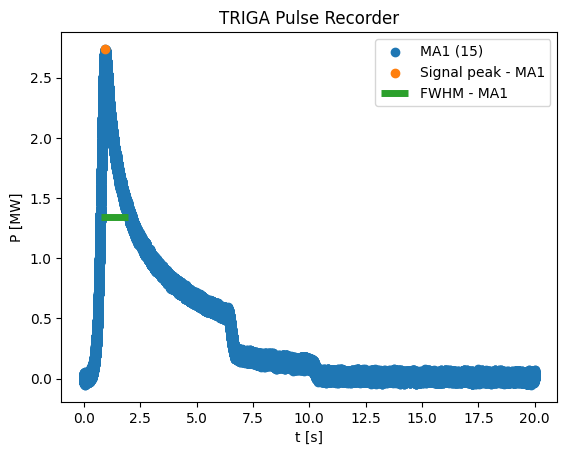 TRIGA Pulse Recorder
MA1 (15)
Signal peak - MA1
FWHM - MA1
P [MW]
2.5
2.0
1.5
1.0
0.5
0.0
0.0 2.5 5.0 7.5 10.0 12.5 15.0 17.5 20.0
t [s]